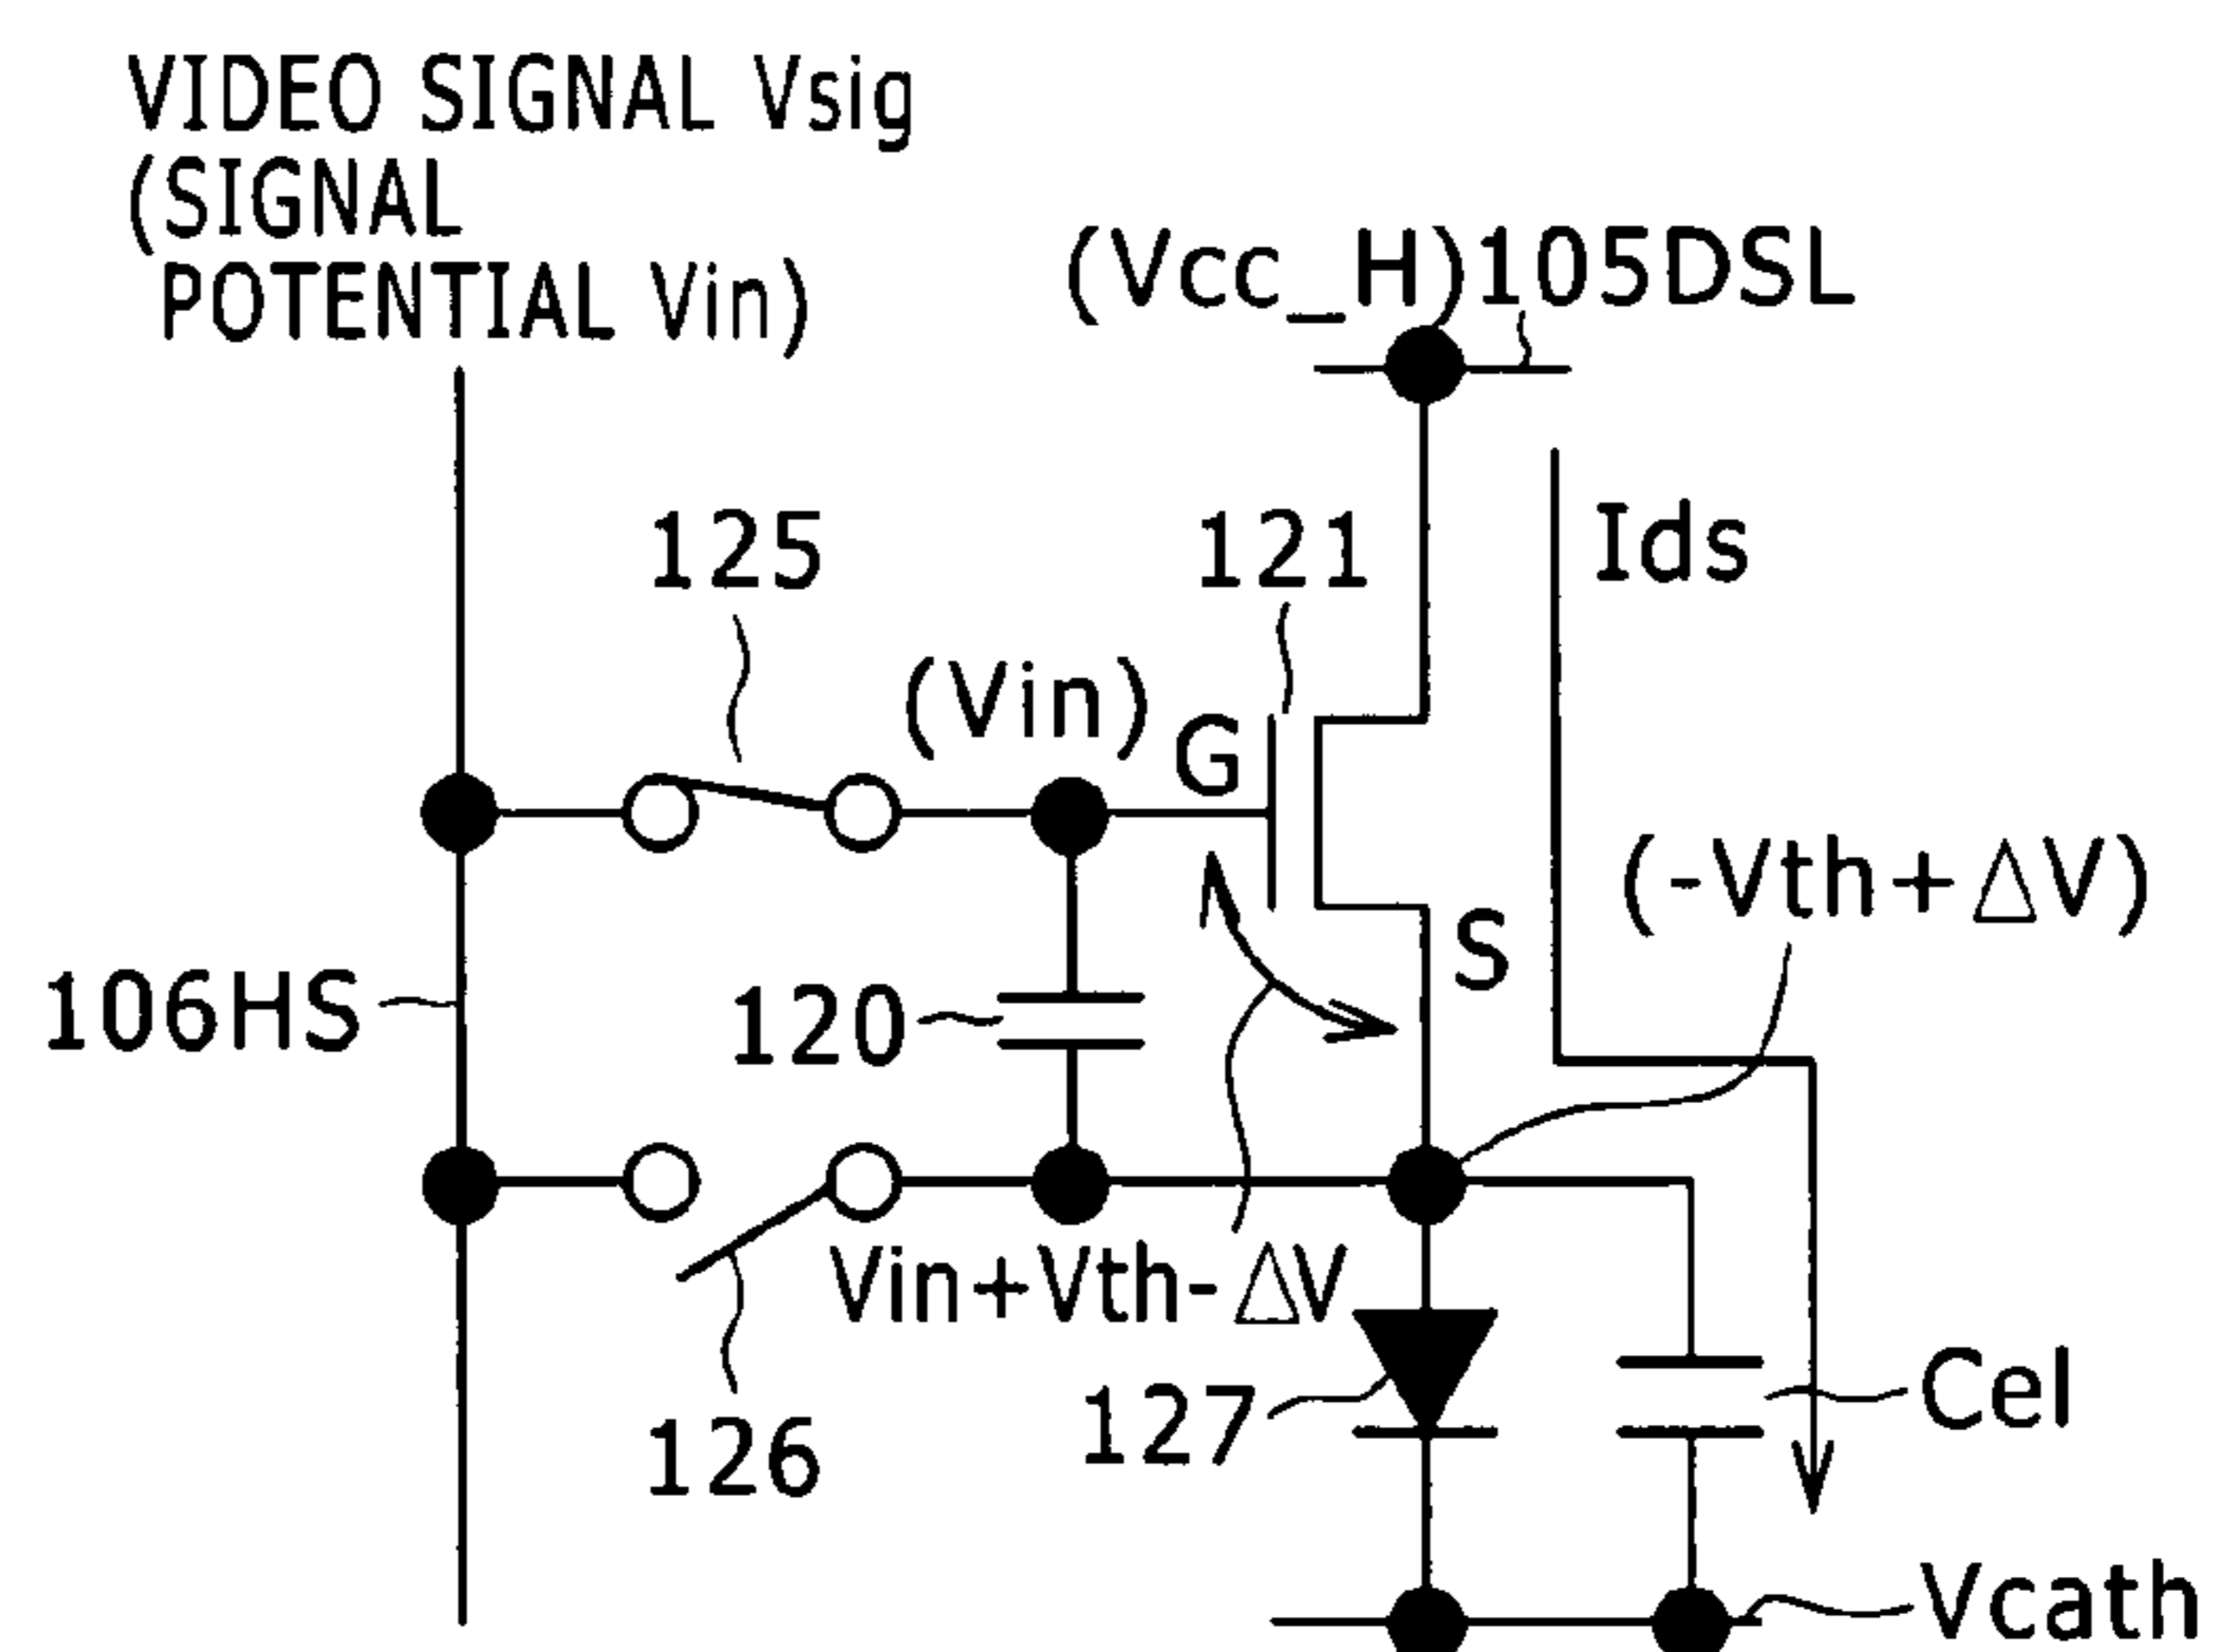 VIDEO SIGNAL Vsig
(SIGNAL
POTENTIAL Vin)
(Vcc_H)105DSL
125
121
Ids
(Vin)
G
(-Vth+ΔV)
S
106HS
120
Vin+Vth-ΔV
126
127
Cel
Vcath